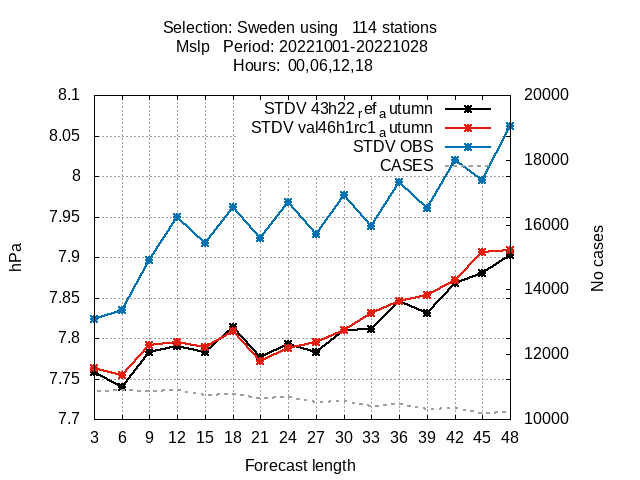 Selection: Sweden using   114 stations
Mslp   Period: 20221001-20221028
Hours:  00,06,12,18
8.1
8.05
8
7.95
7.9
7.85
7.8
7.75
7.7
hPa
STDV 43h22ref autumn
STDV val46h1rc1autumn
STDV OBS
CASES
20000
18000
16000
14000
12000
10000
No cases
3 6 9 12 15 18 21 24 27 30 33 36 39 42 45 48
Forecast length